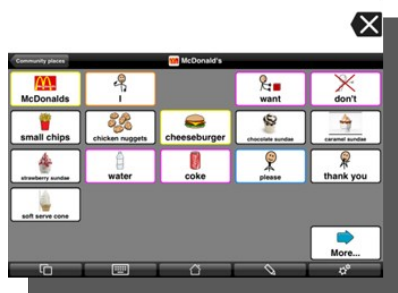 Community places
McDonald's
McDonalds
I
want
don't
small chips
chicken nuggets
cheeseburger
chocolate sundae
caramel sundae
strawberry sundae
water
coke
please
thank you
soft serve cone
More...